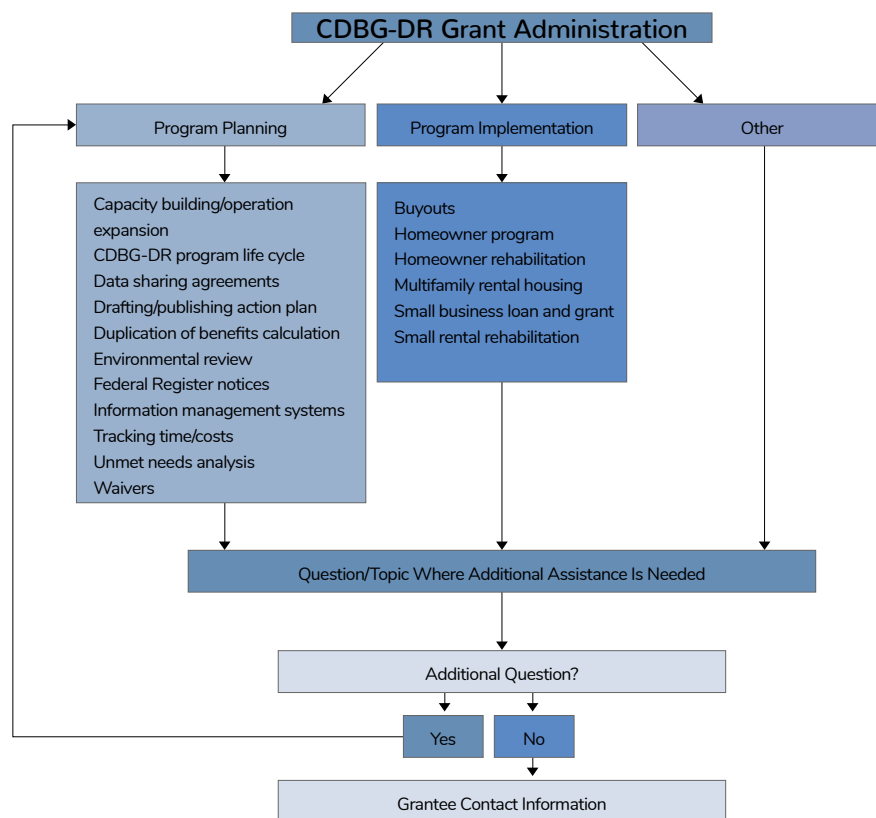 CDBG-DR Grant Administration
Program Planning
Program Implementation
Other
Capacity building/operation
expansion
CDBG-DR program life cycle
Data sharing agreements
Drafting/publishing action plan
Duplication of benefits calculation
Environmental review
Federal Register notices
Information management systems
Tracking time/costs
Unmet needs analysis
Waivers
Buyouts
Homeowner program
Homeowner rehabilitation
Multifamily rental housing
Small business loan and grant
Small rental rehabilitation
Question/Topic Where Additional Assistance Is Needed
Additional Question?
Yes
No
Grantee Contact Information